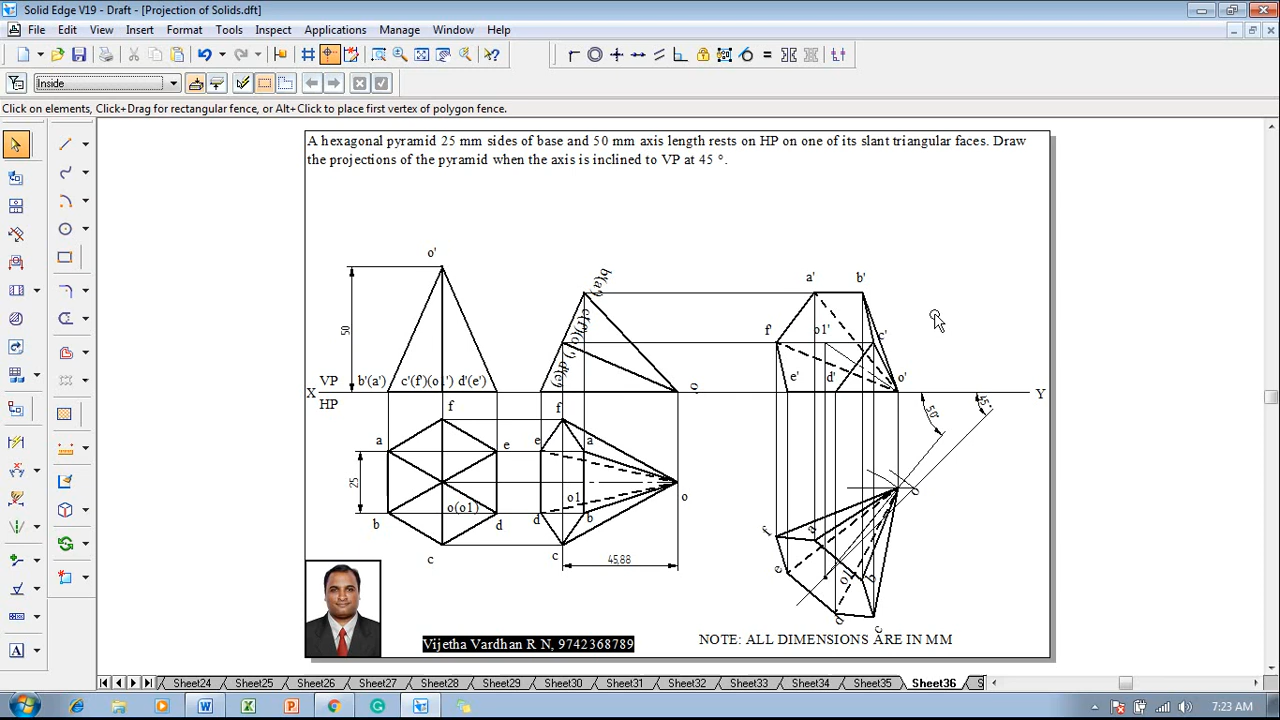 Solid Edge V19 - Draft - [Projection of Solids.dft]
File Edit View Insert Format Tools Inspect Applications Manage Window Help
Inside
Click on elements, Click+Drag for rectangular fence, or Alt+Click to place first vertex of polygon fence.
A hexagonal pyramid 25 mm sides of base and 50 mm axis length rests on HP on one of its slant triangular faces. Draw
the projections of the pyramid when the axis is inclined to VP at 45 °.
o'
50
b'(a')
c'(f')(o1')
d'(e')
a' b'
f' o1' c'
VP b'(a') c'(f')(o1') d'(e') e' d' o'
X Y
HP
50°
45°
f f
a e e a
25
o(o1) o1 o o
b d d b
c c
45,88
f a
e o1 b
d c
NOTE: ALL DIMENSIONS ARE IN MM
Vijetha Vardhan R N, 9742368789
Sheet24 Sheet25 Sheet26 Sheet27 Sheet28 Sheet29 Sheet30 Sheet31 Sheet32 Sheet33 Sheet34 Sheet35 Sheet36 S
7:23 AM